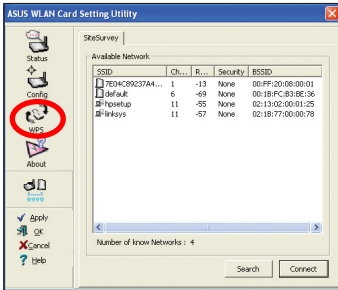 ASUS WLAN Card Setting Utility
Status
Config
WPS
About
Apply
OK
Cancel
Help
SiteSurvey
Available Network
SSID Ch... R... Security BSSID
7E04C89237A4... 1 -13 None 00:FF:20:08:00:01
default 6 -69 None 00:1B:FC:B3:BE:36
hpsetup 11 -55 None 02:13:02:00:01:25
linksys 11 -57 None 02:1B:77:00:00:78
Number of know Networks : 4
Search Connect